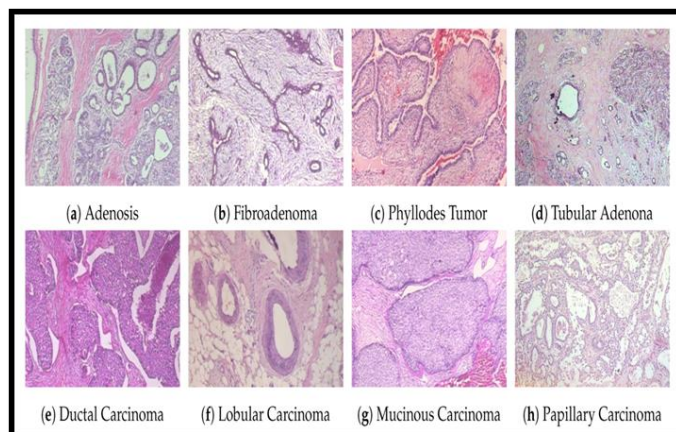 (a) Adenosis (b) Fibroadenoma (c) Phyllodes Tumor (d) Tubular Adenona
(e) Ductal Carcinoma (f) Lobular Carcinoma (g) Mucinous Carcinoma (h) Papillary Carcinoma